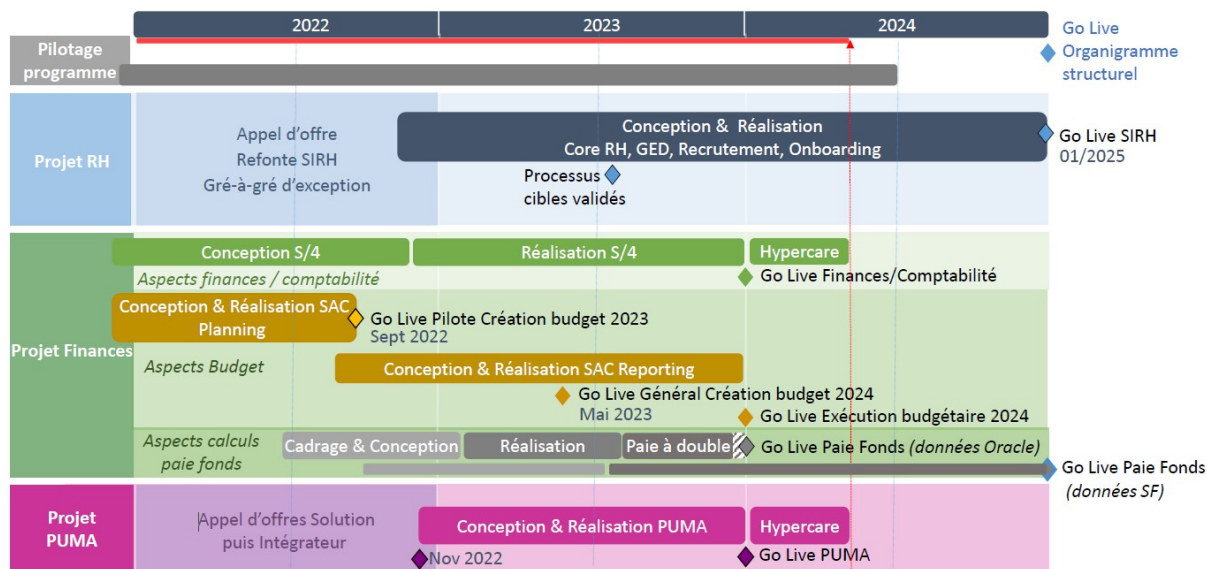 2022
2023
2024
Pilotage
programme
Go Live
Organigramme
structurel
Projet RH
Appel d’offre
Refonte SIRH
Gré-à-gré d’exception
Conception & Réalisation
Core RH, GED, Recrutement, Onboarding
Processus
cibles validés
Go Live SIRH
01/2025
Projet Finances
Conception S/4
Réalisation S/4
Hypercare
Aspects finances / comptabilité
Go Live Finances/Comptabilité
Conception & Réalisation SAC
Planning
Go Live Pilote Création budget 2023
Sept 2022
Aspects Budget
Conception & Réalisation SAC Reporting
Go Live Général Création budget 2024
Mai 2023
Go Live Exécution budgétaire 2024
Aspects calculs
paie fonds
Cadrage & Conception
Réalisation
Paie à double
Go Live Paie Fonds (données Oracle)
Go Live Paie Fonds
(données SF)
Projet
PUMA
Appel d’offres Solution
puis Intégrateur
Conception & Réalisation PUMA
Hypercare
Nov 2022
Go Live PUMA